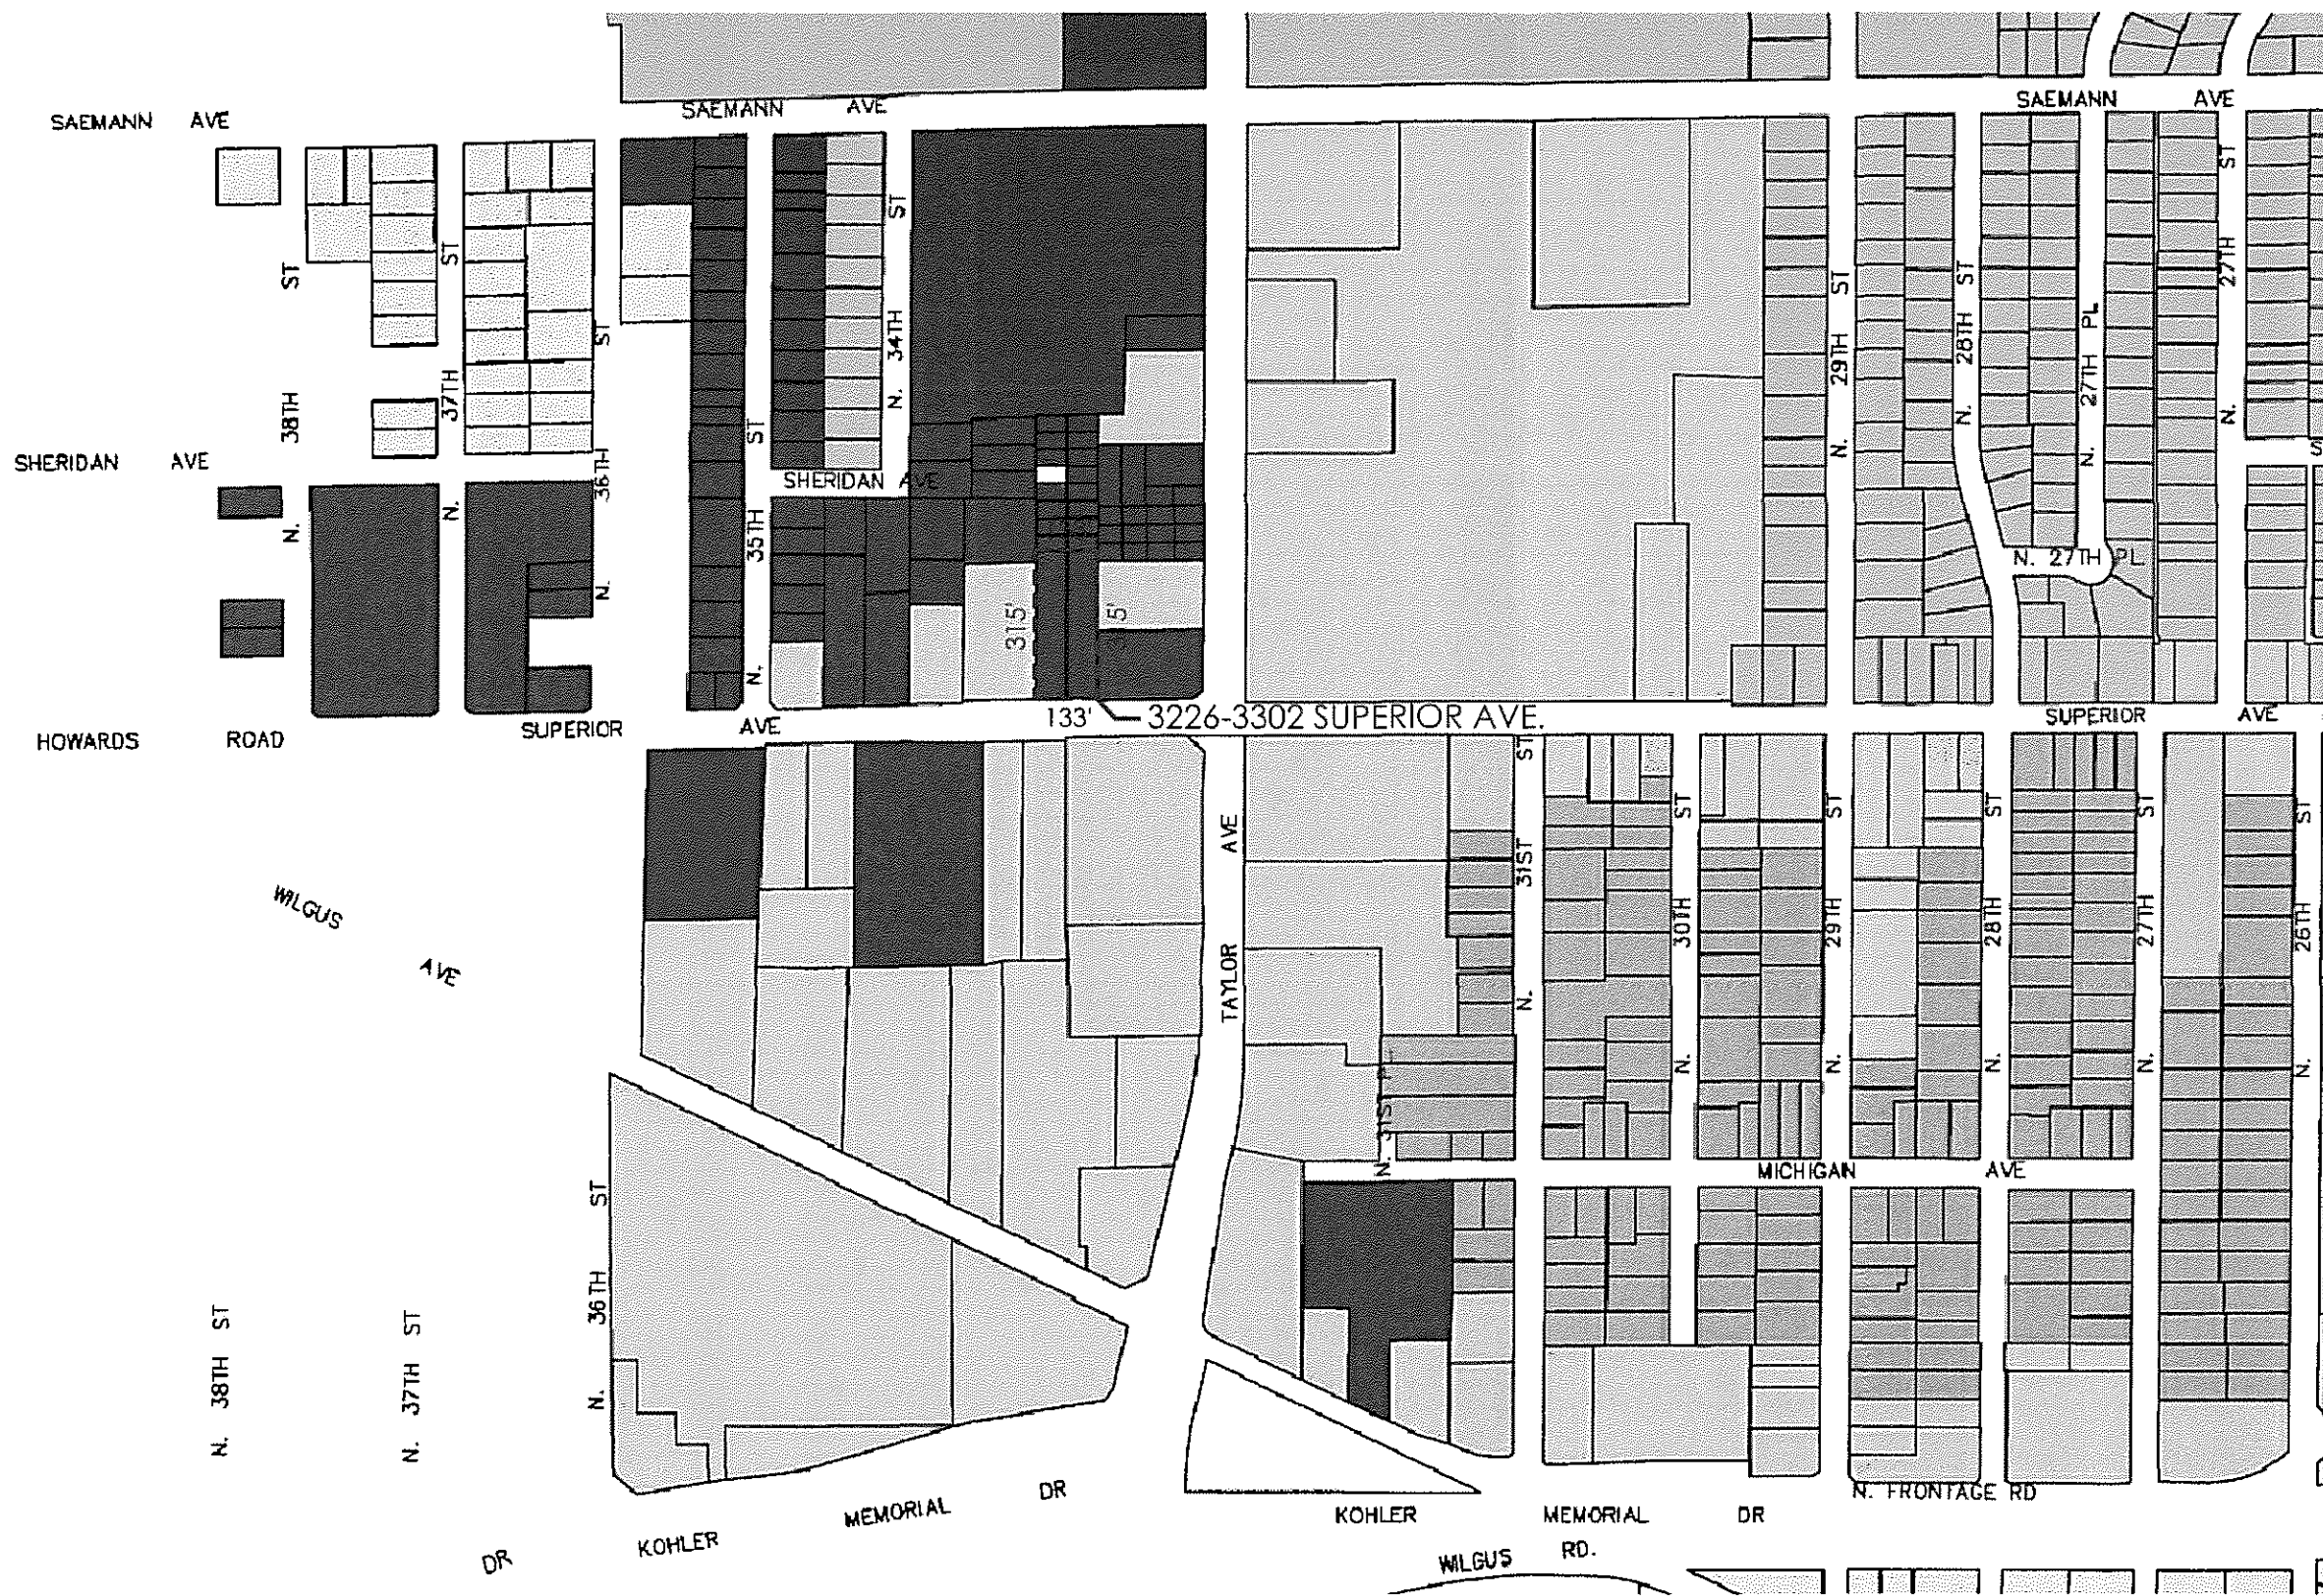 SAEMANN AVE
SAEMANN AVE
SAEMANN AVE
N. 38TH ST
N. 37TH ST
N. 36TH ST
N. 35TH ST
N. 34TH ST
N. 29TH ST
N. 28TH ST
N. 27TH PL
N. 27TH ST
SHERIDAN AVE
SHERIDAN AVE
S
N. 27TH PL
315'
133'
3226-3302 SUPERIOR AVE.
HOWARDS ROAD
SUPERIOR AVE
SUPERIOR AVE
WILGUS AVE
TAYLOR AVE
N. 31ST ST
N. 30TH ST
N. 29TH ST
N. 28TH ST
N. 27TH ST
N. 26TH ST
N. 31ST
MICHIGAN AVE
N. 38TH ST
N. 37TH ST
N. 36TH ST
N. FRONTAGE RD
KOHLER MEMORIAL DR
KOHLER MEMORIAL DR
DR
WILGUS RD.